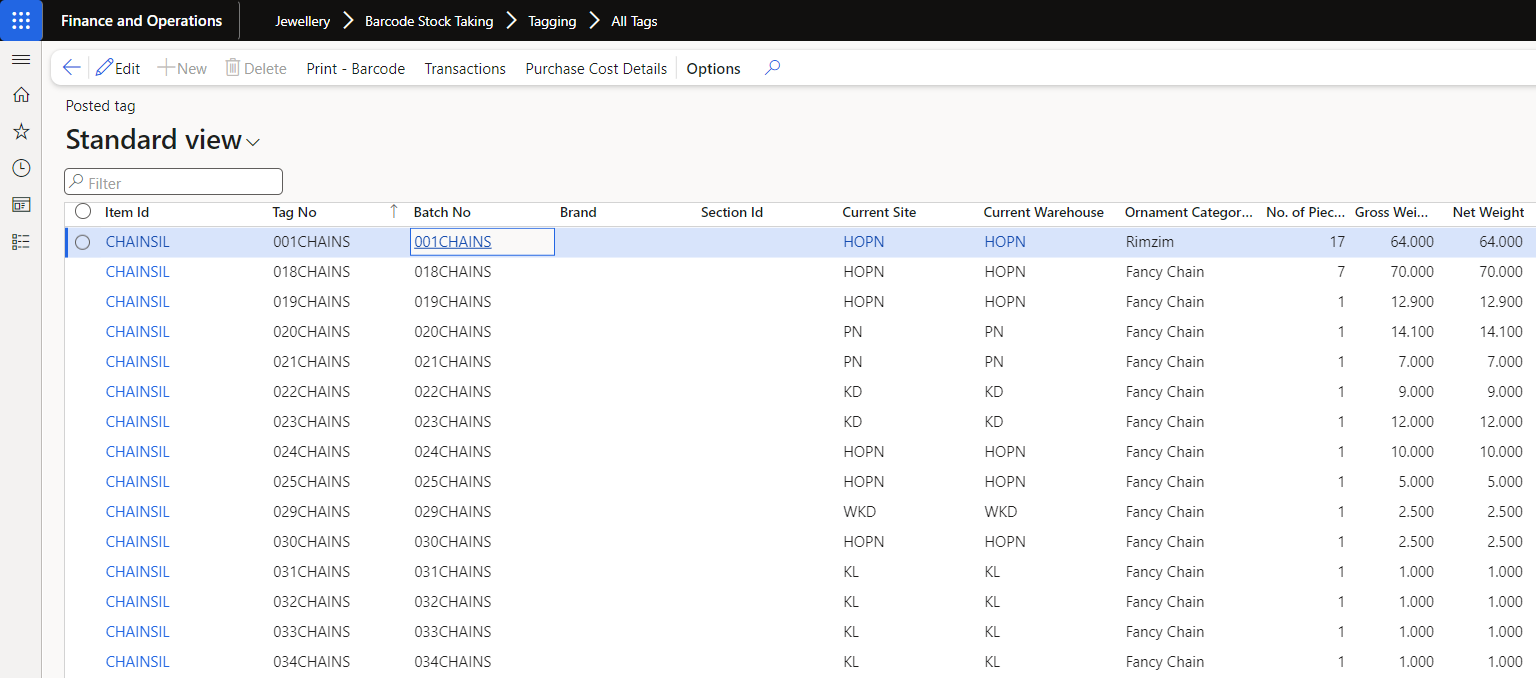 Finance and Operations Jewellery Barcode Stock Taking Tagging All Tags
Edit New Delete Print - Barcode Transactions Purchase Cost Details Options
Posted tag
Standard view
Filter
Item Id Tag No Batch No Brand Section Id Current Site Current Warehouse Ornament Categor... No. of Piec... Gross Wei... Net Weight
CHAINSIL 001CHAINS 001CHAINS HOPN HOPN Rimzim 17 64.000 64.000
CHAINSIL 018CHAINS 018CHAINS HOPN HOPN Fancy Chain 7 70.000 70.000
CHAINSIL 019CHAINS 019CHAINS HOPN HOPN Fancy Chain 1 12.900 12.900
CHAINSIL 020CHAINS 020CHAINS PN PN Fancy Chain 1 14.100 14.100
CHAINSIL 021CHAINS 021CHAINS PN PN Fancy Chain 1 7.000 7.000
CHAINSIL 022CHAINS 022CHAINS KD KD Fancy Chain 1 9.000 9.000
CHAINSIL 023CHAINS 023CHAINS KD KD Fancy Chain 1 12.000 12.000
CHAINSIL 024CHAINS 024CHAINS HOPN HOPN Fancy Chain 1 10.000 10.000
CHAINSIL 025CHAINS 025CHAINS HOPN HOPN Fancy Chain 1 5.000 5.000
CHAINSIL 029CHAINS 029CHAINS WKD WKD Fancy Chain 1 2.500 2.500
CHAINSIL 030CHAINS 030CHAINS HOPN HOPN Fancy Chain 1 2.500 2.500
CHAINSIL 031CHAINS 031CHAINS KL KL Fancy Chain 1 1.000 1.000
CHAINSIL 032CHAINS 032CHAINS KL KL Fancy Chain 1 1.000 1.000
CHAINSIL 033CHAINS 033CHAINS KL KL Fancy Chain 1 1.000 1.000
CHAINSIL 034CHAINS 034CHAINS KL KL Fancy Chain 1 1.000 1.000